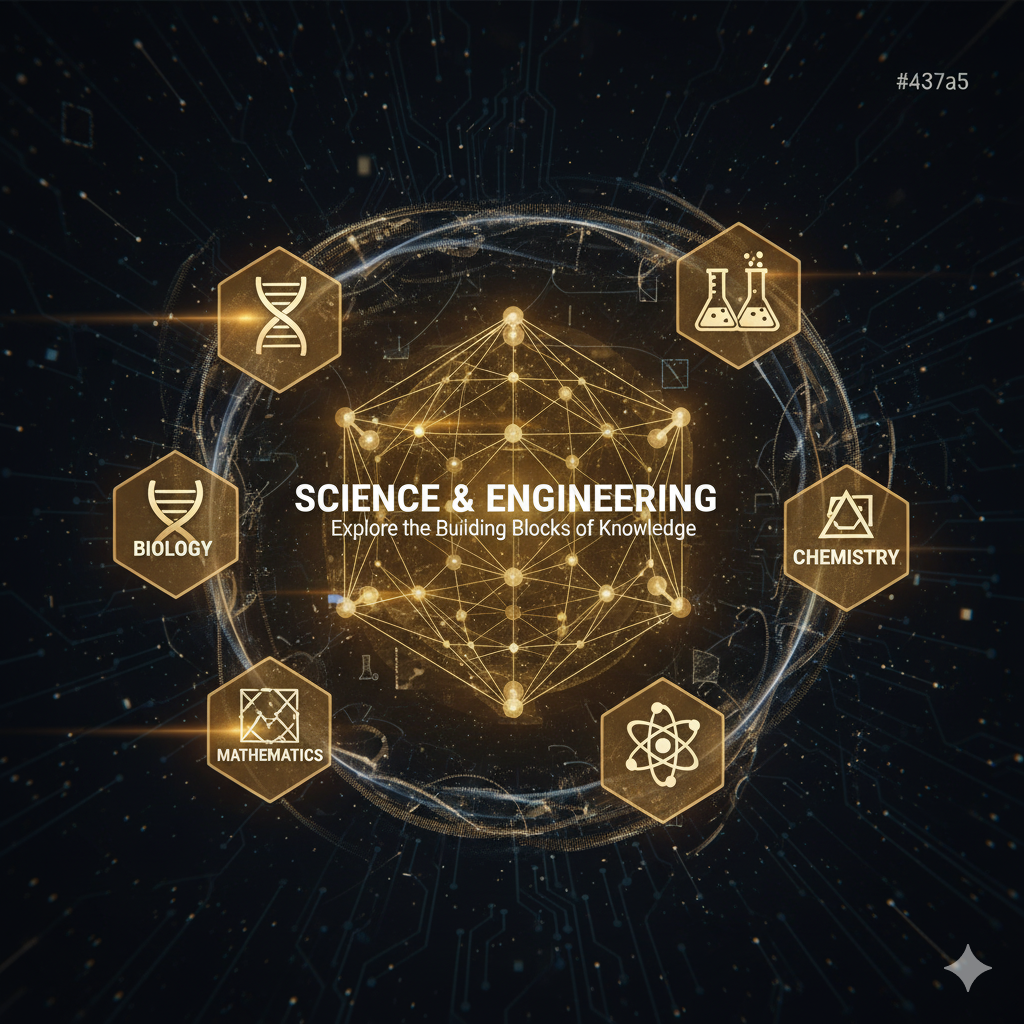 #437a5
SCIENCE & ENGINEERING
Explore the Building Blocks of Knowledge
BIOLOGY
CHEMISTRY
MATHEMATICS